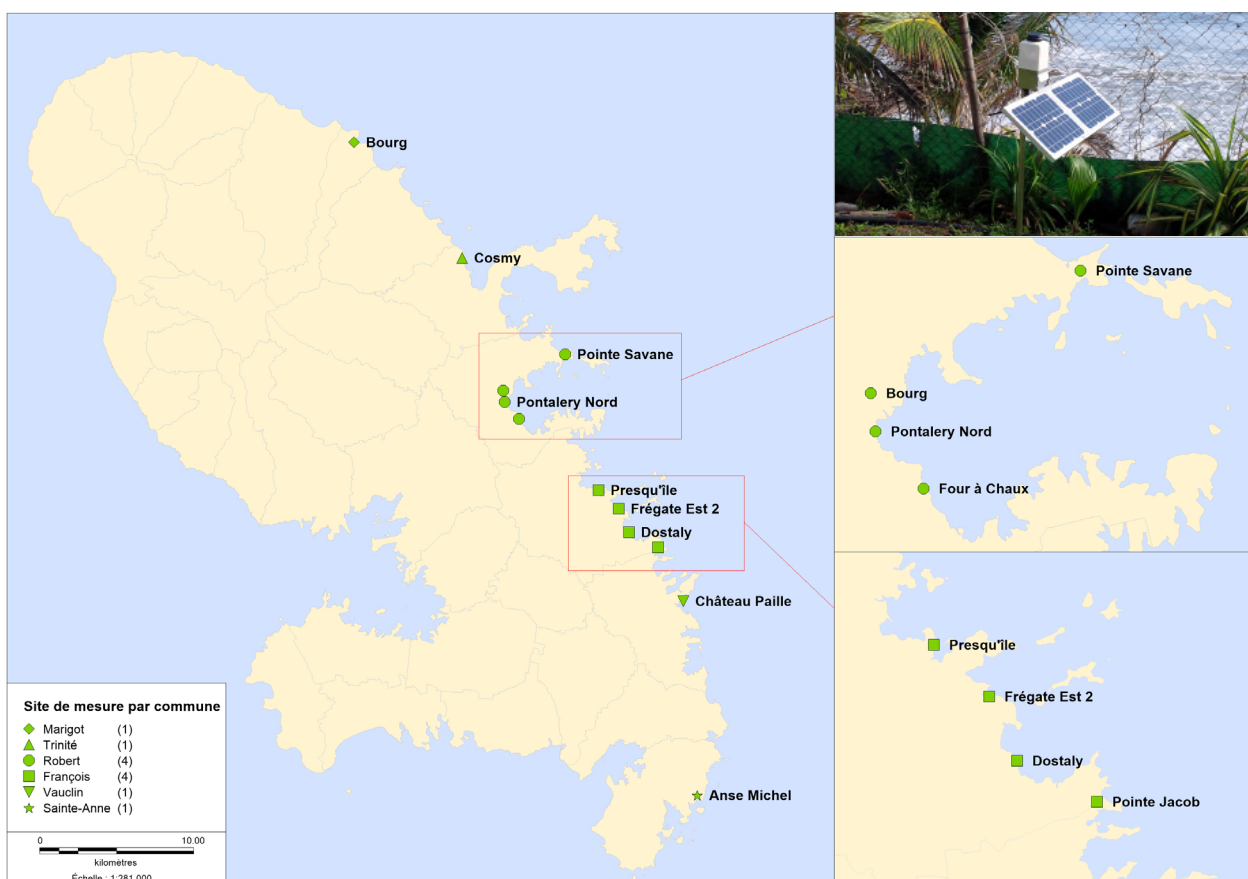 Bourg
Cosmy
Pointe Savane
Pontalery Nord
Presqu'île
Frégate Est 2
Dostaly
Château Paille
Anse Michel
Site de mesure par commune
Marigot (1)
Trinité (1)
Robert (4)
François (4)
Vauclin (1)
Sainte-Anne (1)
0 10.00
kilomètres
Échelle : 1:281 000
Pointe Savane
Bourg
Pontalery Nord
Four à Chaux
Presqu'île
Frégate Est 2
Dostaly
Pointe Jacob